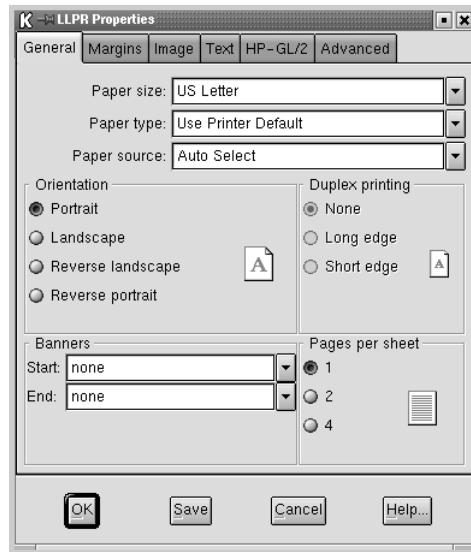 K LLPR Properties
General Margins Image Text HP-GL/2 Advanced
Paper size: US Letter
Paper type: Use Printer Default
Paper source: Auto Select
Orientation
Portrait
Landscape
Reverse landscape
Reverse portrait
A
Duplex printing
None
Long edge
Short edge
A
Banners
Start: none
End: none
Pages per sheet
1
2
4
OK Save Cancel Help...